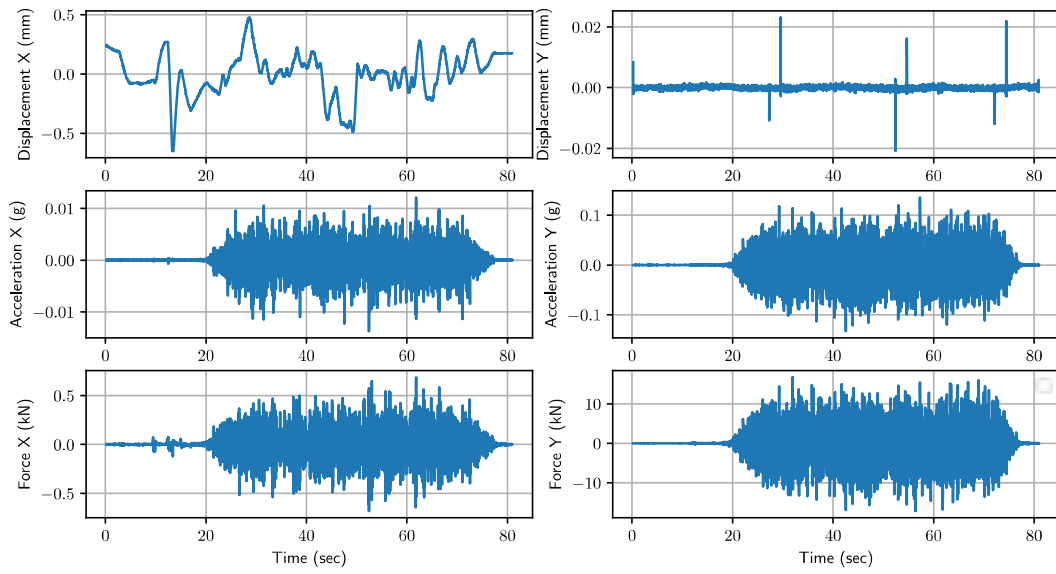 Displacement X (mm)
0.5
0.0
−0.5
0 20 40 60 80
Displacement Y (mm)
0.02
0.00
−0.02
0 20 40 60 80
Acceleration X (g)
0.01
0.00
−0.01
0 20 40 60 80
Acceleration Y (g)
0.1
0.0
−0.1
0 20 40 60 80
Force X (kN)
0.5
0.0
−0.5
0 20 40 60 80
Time (sec)
Force Y (kN)
10
0
−10
0 20 40 60 80
Time (sec)